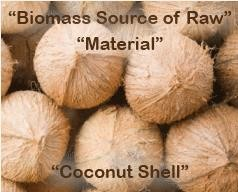 “Biomass Source of Raw”
“Material”
“Coconut Shell”